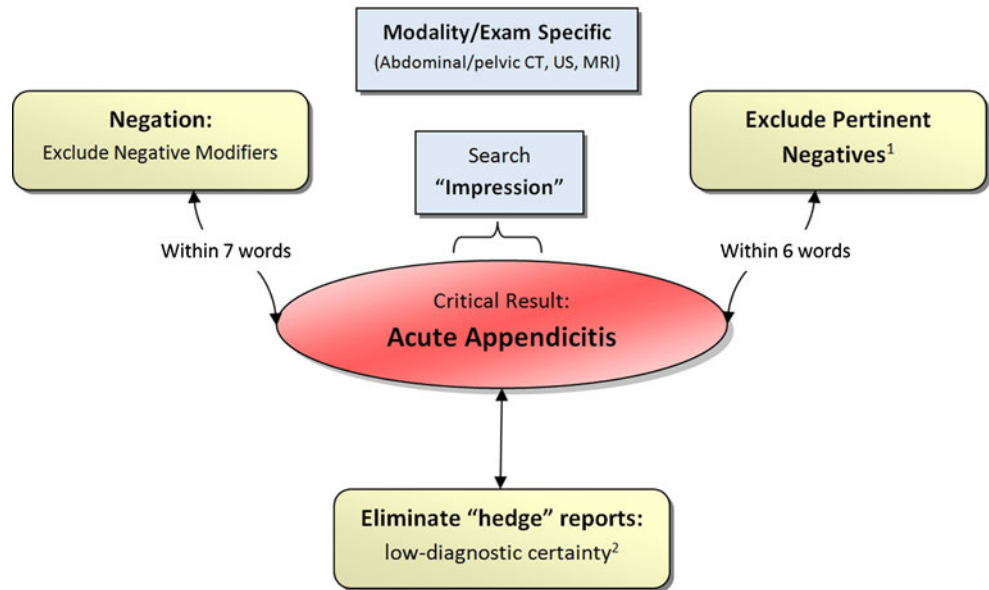 Modality/Exam Specific
(Abdominal/pelvic CT, US, MRI)
Negation:
Exclude Negative Modifiers
Exclude Pertinent
Negatives¹
Search
“Impression”
Within 7 words
Within 6 words
Critical Result:
Acute Appendicitis
Eliminate “hedge” reports:
low-diagnostic certainty²